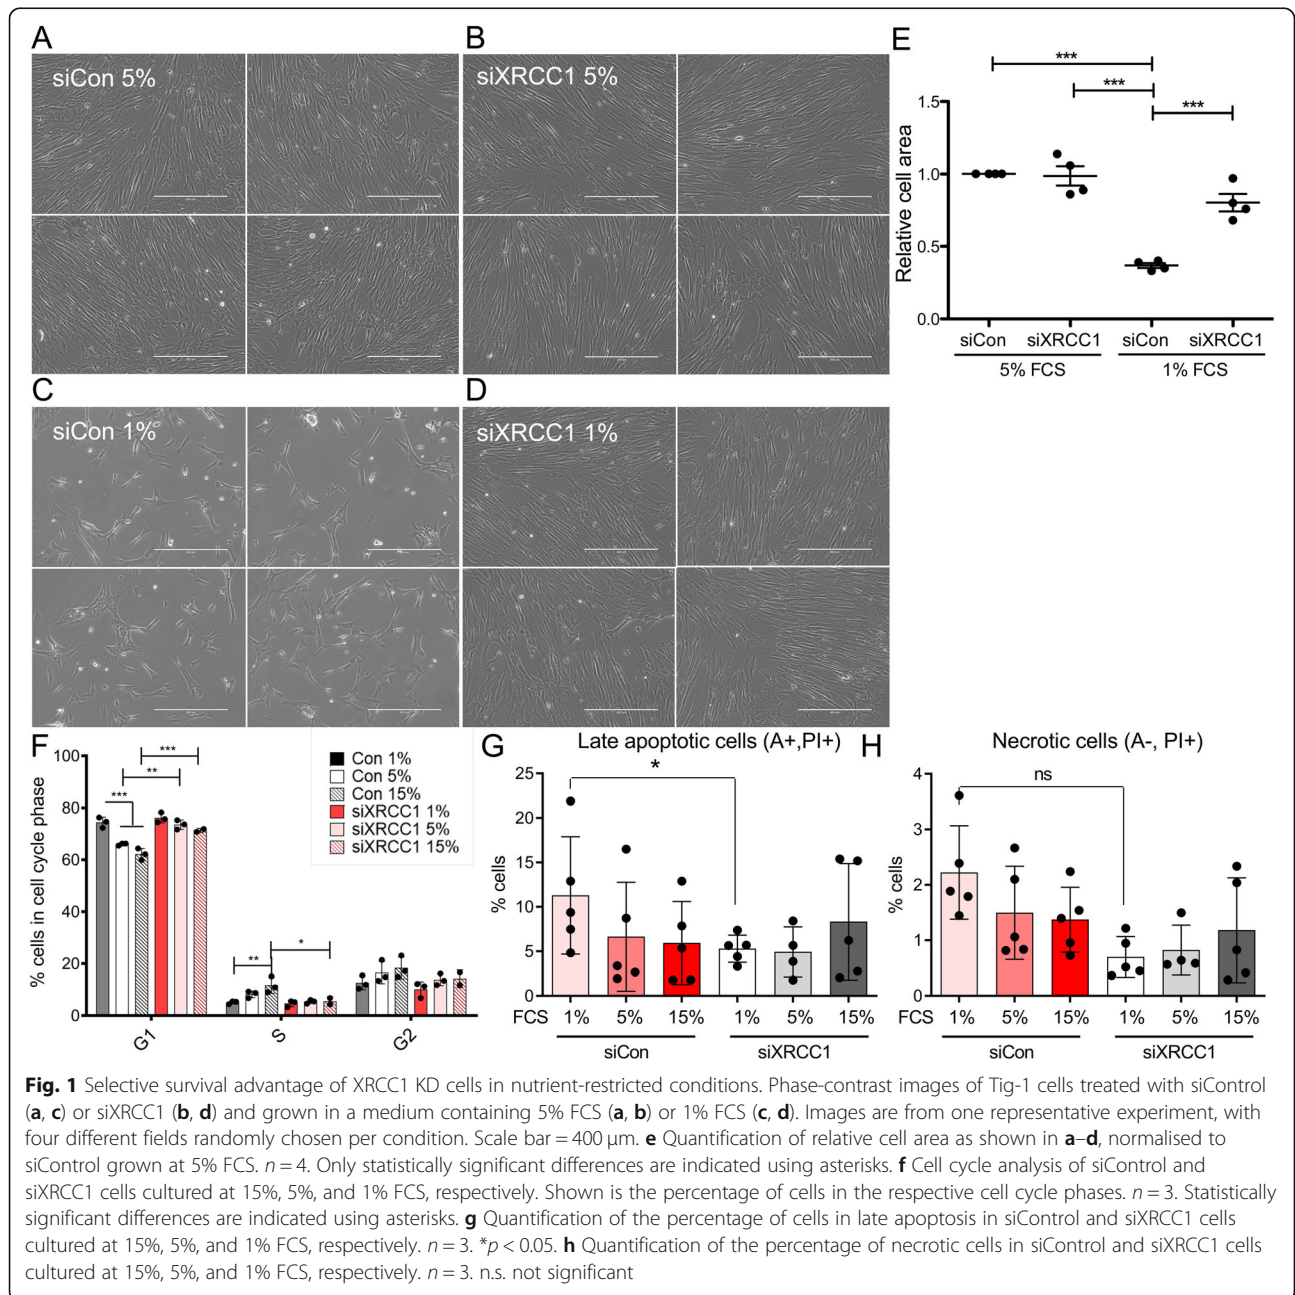 A
siCon 5%
B
siXRCC1 5%
C
siCon 1%
D
siXRCC1 1%
E
***
***
***
Relative cell area
1.5
1.0
0.5
0.0
siCon siXRCC1 siCon siXRCC1
5% FCS 1% FCS
F
% cells in cell cycle phase
100
80
60
40
20
0
***
**
***
**
*
G1 S G2
Con 1%
Con 5%
Con 15%
siXRCC1 1%
siXRCC1 5%
siXRCC1 15%
G
Late apoptotic cells (A+,PI+)
% cells
25
20
15
10
5
0
*
FCS 1% 5% 15% 1% 5% 15%
siCon siXRCC1
H
Necrotic cells (A-, PI+)
% cells
4
3
2
1
0
ns
FCS 1% 5% 15% 1% 5% 15%
siCon siXRCC1
Fig. 1 Selective survival advantage of XRCC1 KD cells in nutrient-restricted conditions. Phase-contrast images of Tig-1 cells treated with siControl
(a, c) or siXRCC1 (b, d) and grown in a medium containing 5% FCS (a, b) or 1% FCS (c, d). Images are from one representative experiment, with
four different fields randomly chosen per condition. Scale bar = 400 μm. e Quantification of relative cell area as shown in a–d, normalised to
siControl grown at 5% FCS. n = 4. Only statistically significant differences are indicated using asterisks. f Cell cycle analysis of siControl and
siXRCC1 cells cultured at 15%, 5%, and 1% FCS, respectively. Shown is the percentage of cells in the respective cell cycle phases. n = 3. Statistically
significant differences are indicated using asterisks. g Quantification of the percentage of cells in late apoptosis in siControl and siXRCC1 cells
cultured at 15%, 5%, and 1% FCS, respectively. n = 3. *p < 0.05. h Quantification of the percentage of necrotic cells in siControl and siXRCC1 cells
cultured at 15%, 5%, and 1% FCS, respectively. n = 3. n.s. not significant